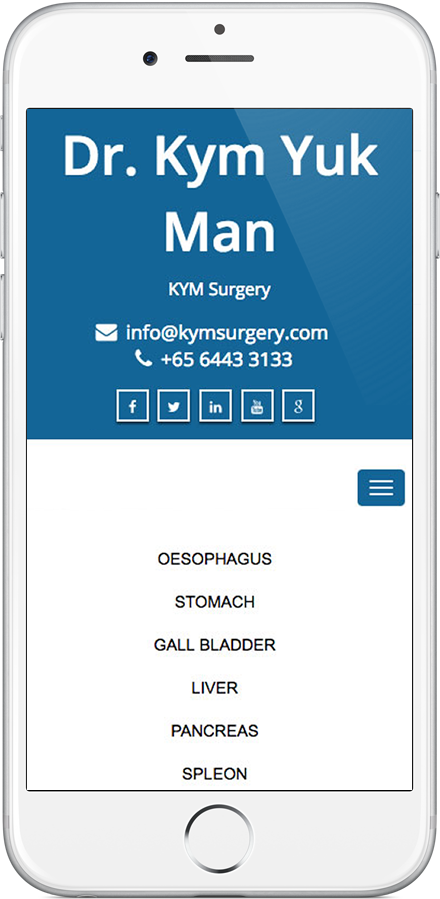 Dr. Kym Yuk
Man
KYM Surgery
info@kymsurgery.com
+65 6443 3133
OESOPHAGUS
STOMACH
GALL BLADDER
LIVER
PANCREAS
SPLEON